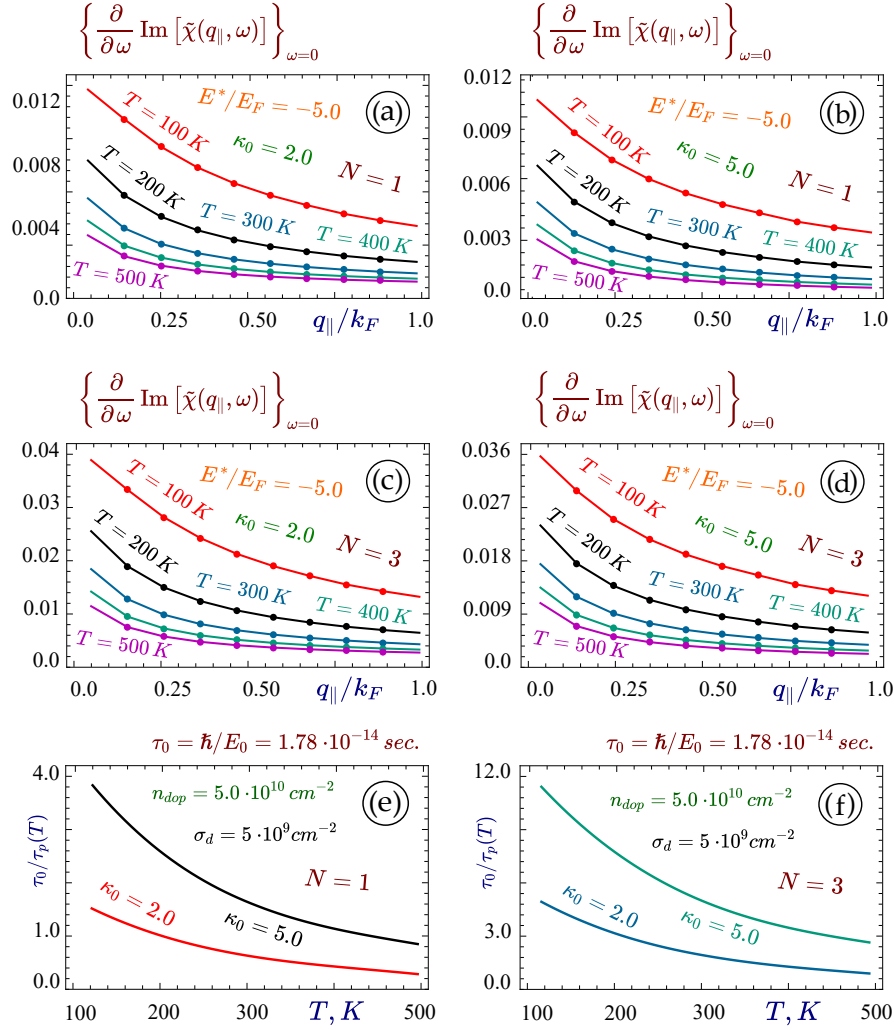 { ∂/∂ω Im [χ̃(q∥, ω)] }ω=0
0.012
0.008
0.004
0.0
E*/EF = −5.0
(a)
κ0 = 2.0
N = 1
T = 100 K
T = 200 K
T = 300 K
T = 400 K
T = 500 K
0.0 0.25 0.50 q∥/kF 1.0
{ ∂/∂ω Im [χ̃(q∥, ω)] }ω=0
0.012
0.009
0.006
0.003
0.0
E*/EF = −5.0
(b)
κ0 = 5.0
N = 1
T = 100 K
T = 200 K
T = 300 K
T = 400 K
T = 500 K
0.0 0.25 0.50 q∥/kF 1.0
{ ∂/∂ω Im [χ̃(q∥, ω)] }ω=0
0.04
0.03
0.02
0.01
0.0
E*/EF = −5.0
(c)
κ0 = 2.0
N = 3
T = 100 K
T = 200 K
T = 300 K
T = 400 K
T = 500 K
0.0 0.25 0.50 q∥/kF 1.0
{ ∂/∂ω Im [χ̃(q∥, ω)] }ω=0
0.036
0.027
0.018
0.009
0.0
E*/EF = −5.0
(d)
κ0 = 5.0
N = 3
T = 100 K
T = 200 K
T = 300 K
T = 400 K
T = 500 K
0.0 0.25 0.50 q∥/kF 1.0
τ0 = ℏ/E0 = 1.78 ·10⁻¹⁴ sec.
4.0
1.0
0.0
τ0/τp(T)
ndop = 5.0·10¹⁰ cm⁻²
(e)
σd = 5 ·10⁹cm⁻²
N = 1
κ0 = 2.0
κ0 = 5.0
100 200 300 T, K 500
τ0 = ℏ/E0 = 1.78 ·10⁻¹⁴ sec.
12.0
3.0
0.0
τ0/τp(T)
ndop = 5.0·10¹⁰ cm⁻²
(f)
σd = 5 ·10⁹cm⁻²
N = 3
κ0 = 2.0
κ0 = 5.0
100 200 300 T, K 500